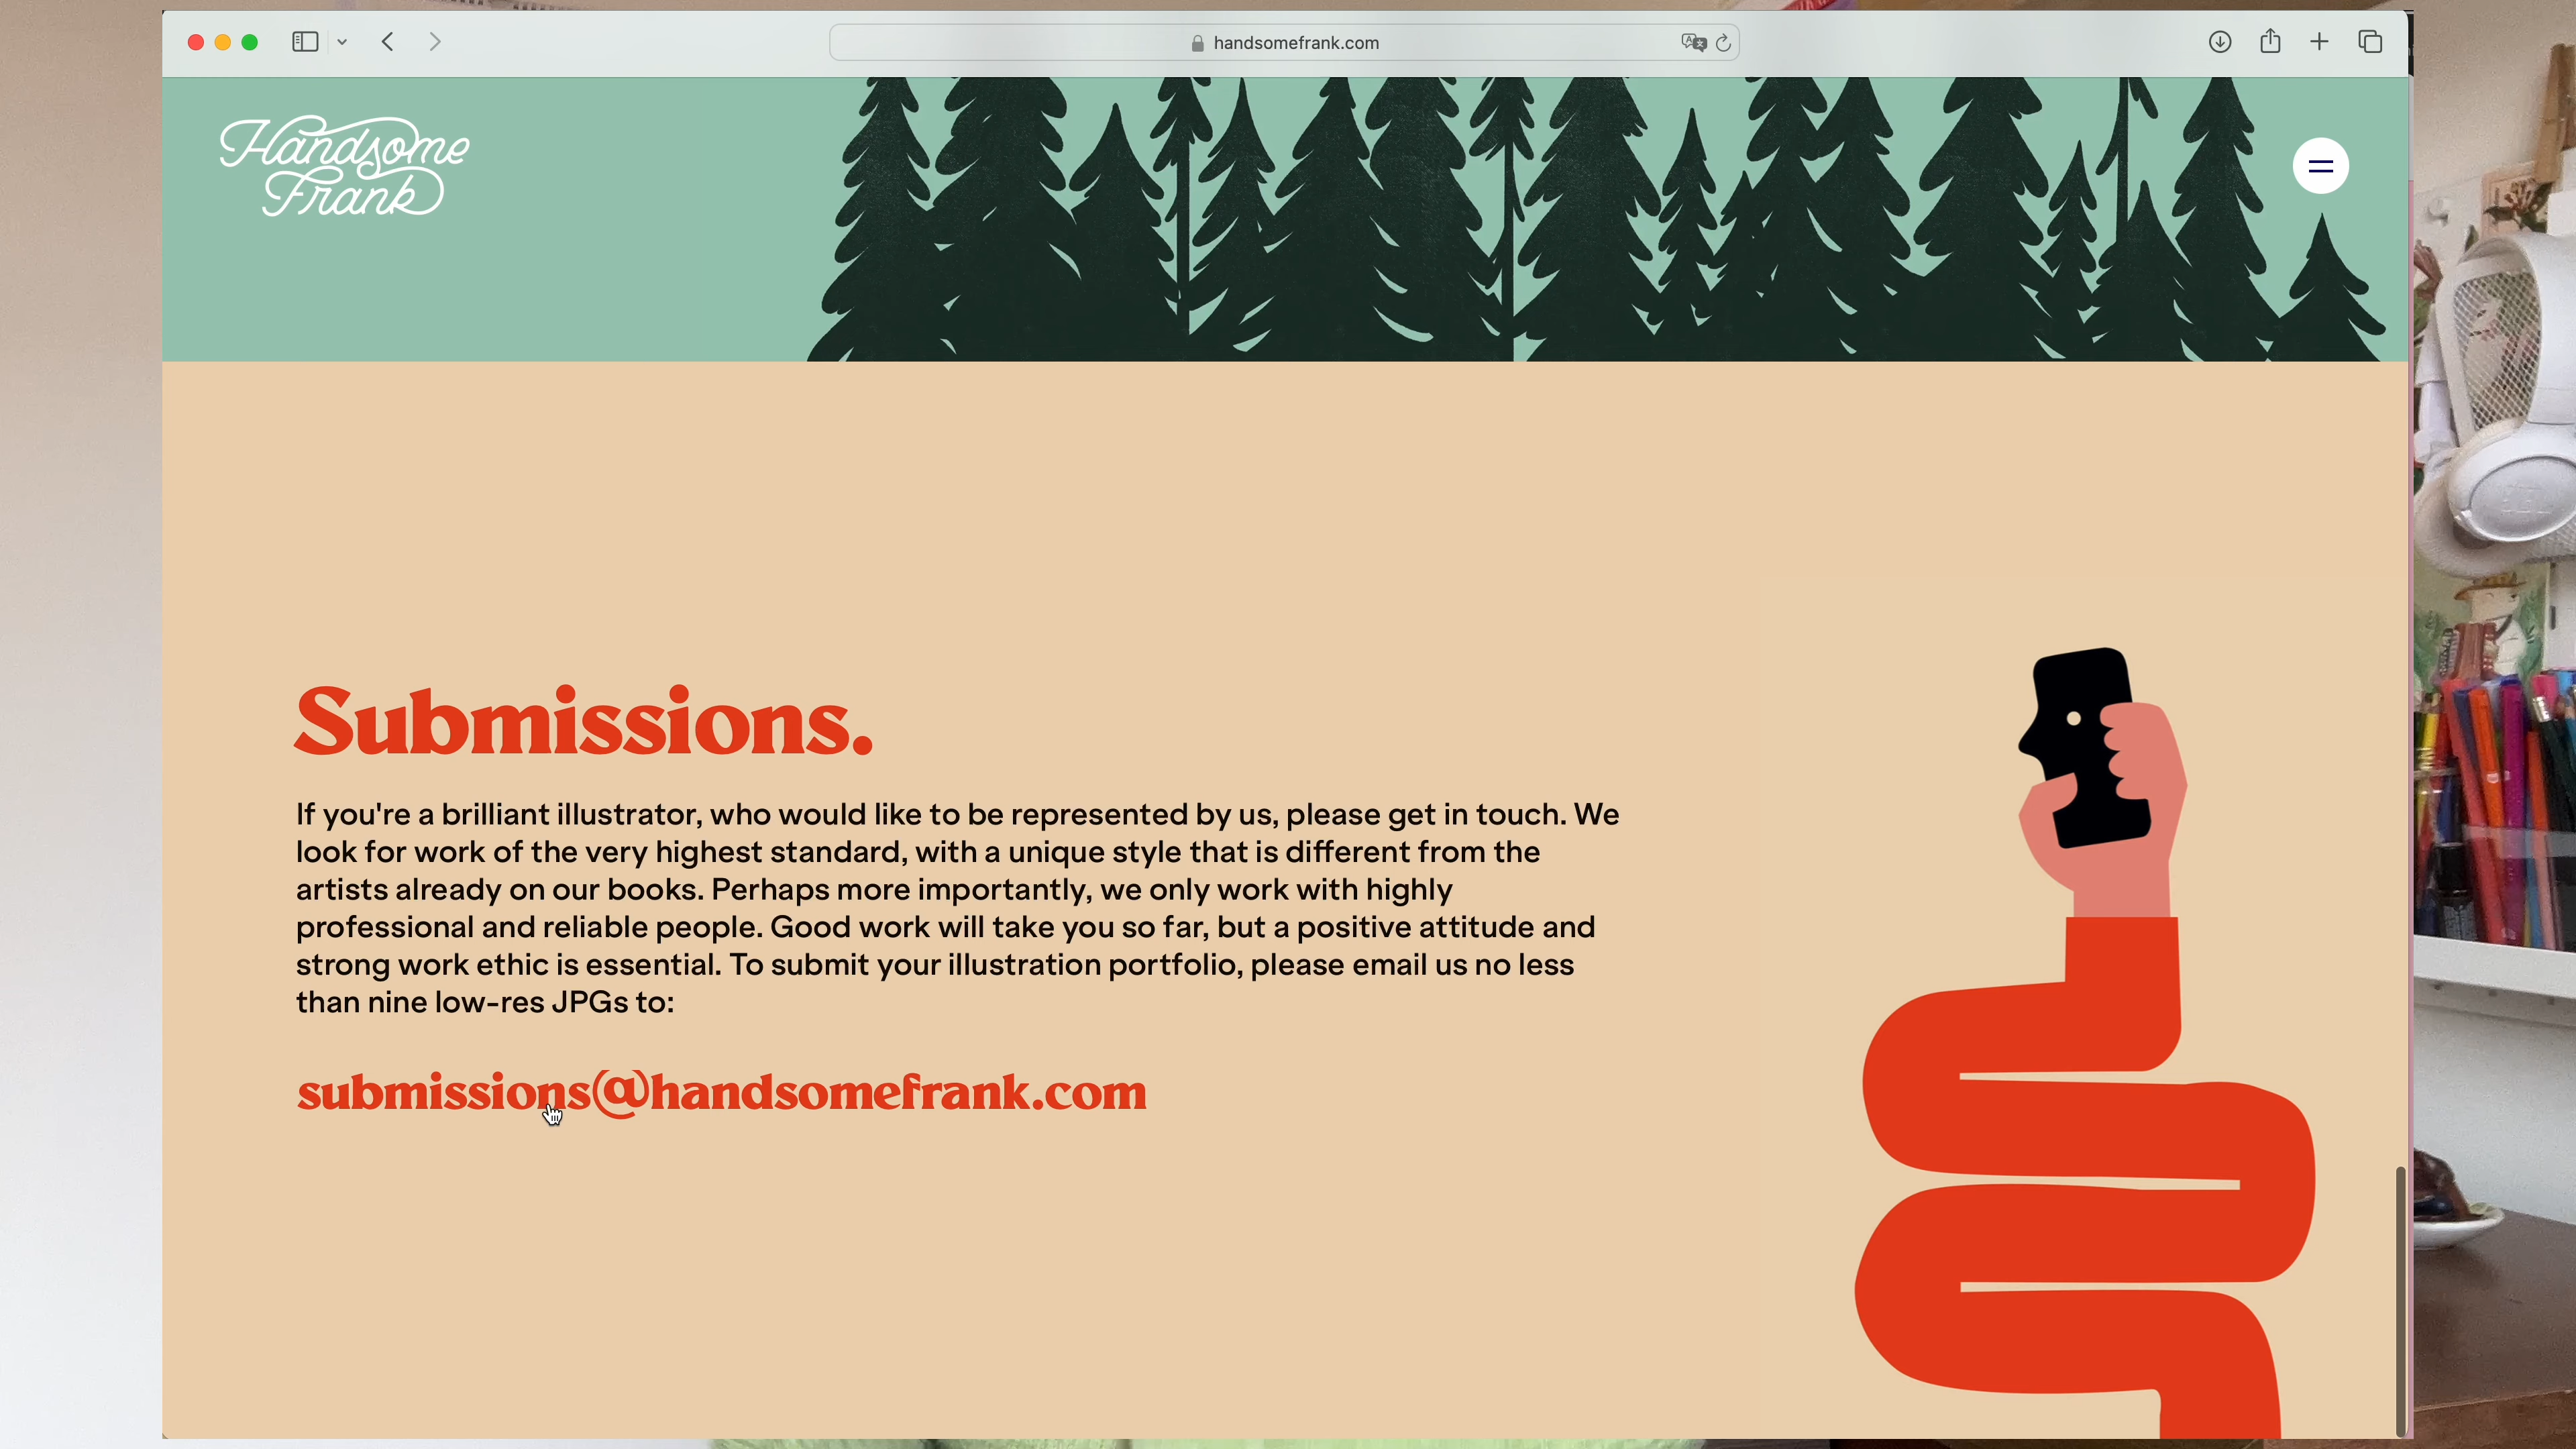 handsomefrank.com
Handsome
Frank
Submissions.
If you're a brilliant illustrator, who would like to be represented by us, please get in touch. We
look for work of the very highest standard, with a unique style that is different from the
artists already on our books. Perhaps more importantly, we only work with highly
professional and reliable people. Good work will take you so far, but a positive attitude and
strong work ethic is essential. To submit your illustration portfolio, please email us no less
than nine low-res JPGs to:
submissions@handsomefrank.com